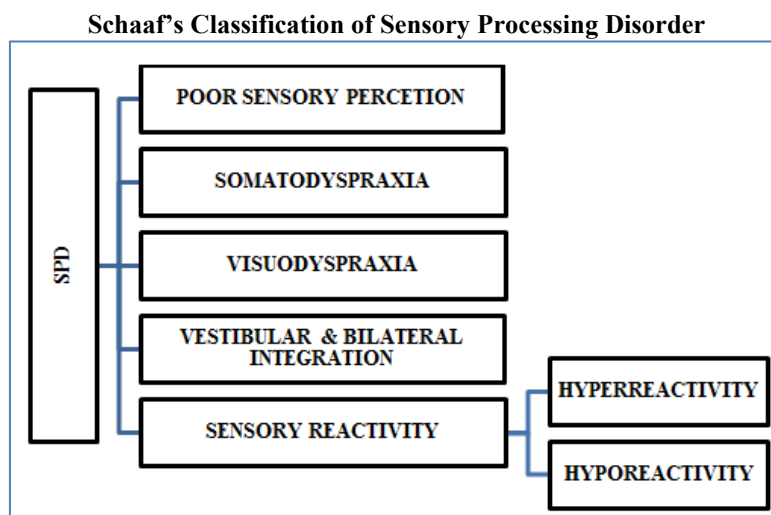 Schaaf’s Classification of Sensory Processing Disorder
SPD
POOR SENSORY PERCETION
SOMATODYSPRAXIA
VISUODYSPRAXIA
VESTIBULAR & BILATERAL
INTEGRATION
SENSORY REACTIVITY
HYPERREACTIVITY
HYPOREACTIVITY